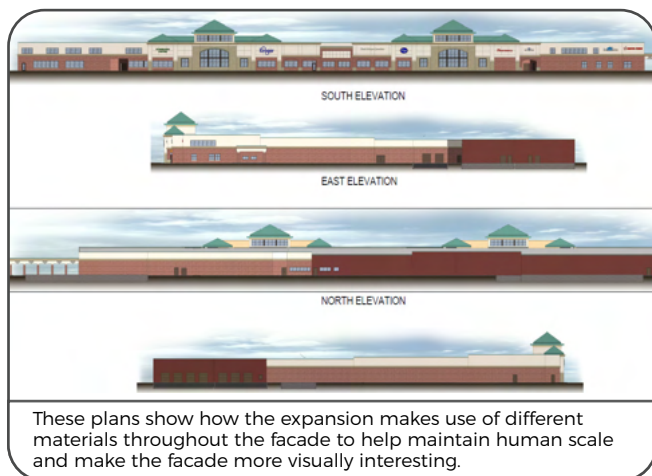 SOUTH ELEVATION
EAST ELEVATION
NORTH ELEVATION
These plans show how the expansion makes use of different
materials throughout the facade to help maintain human scale
and make the facade more visually interesting.